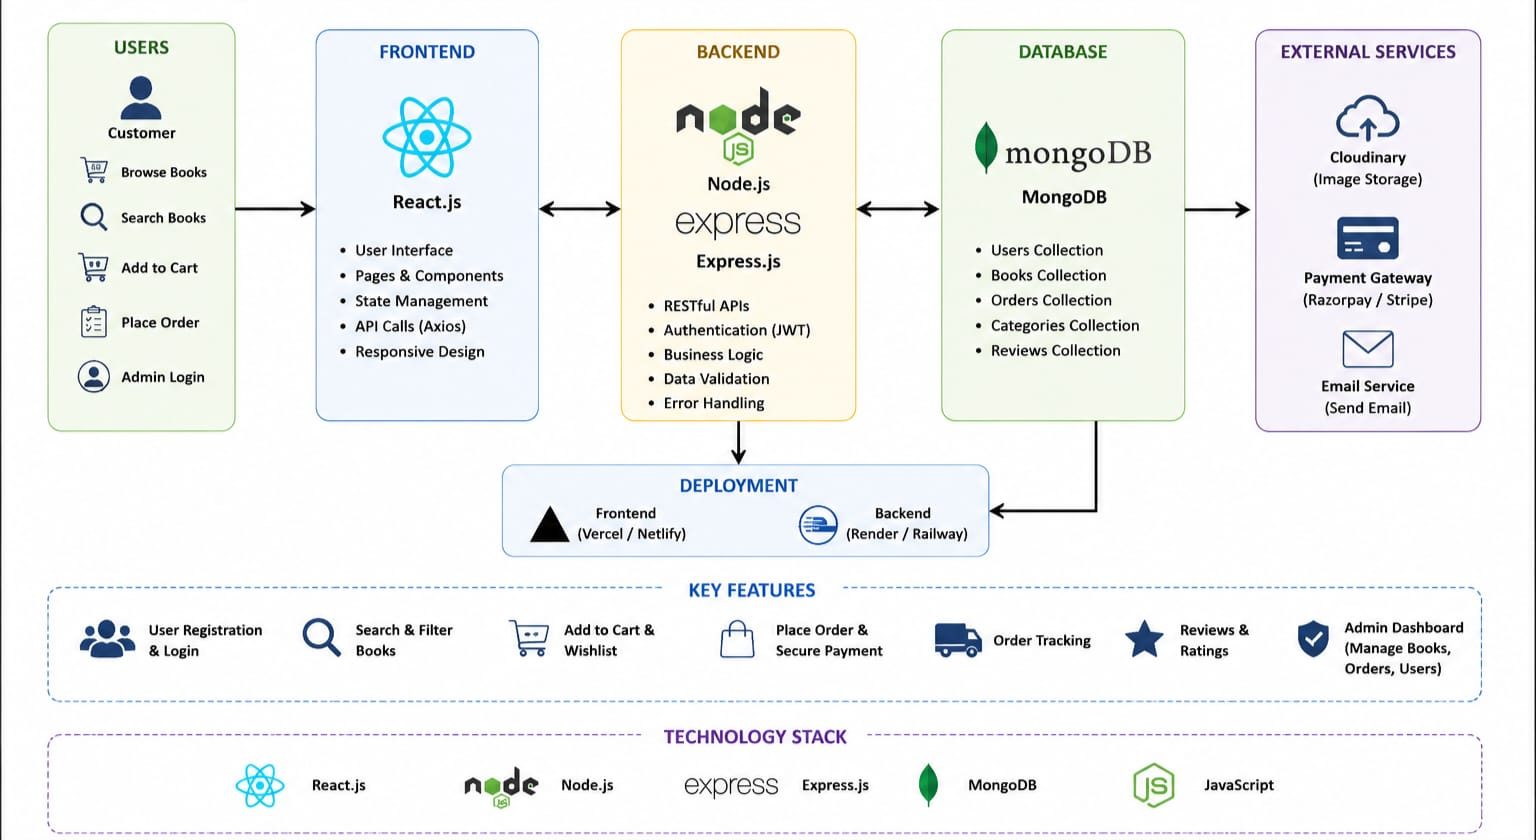 USERS
Customer
Browse Books
Search Books
Add to Cart
Place Order
Admin Login
FRONTEND
React.js
• User Interface
• Pages & Components
• State Management
• API Calls (Axios)
• Responsive Design
BACKEND
node
JS
Node.js
express
Express.js
• RESTful APIs
• Authentication (JWT)
• Business Logic
• Data Validation
• Error Handling
DATABASE
mongoDB
MongoDB
• Users Collection
• Books Collection
• Orders Collection
• Categories Collection
• Reviews Collection
EXTERNAL SERVICES
Cloudinary
(Image Storage)
Payment Gateway
(Razorpay / Stripe)
Email Service
(Send Email)
DEPLOYMENT
Frontend
(Vercel / Netlify)
Backend
(Render / Railway)
KEY FEATURES
User Registration
& Login
Search & Filter
Books
Add to Cart &
Wishlist
Place Order &
Secure Payment
Order Tracking
Reviews &
Ratings
Admin Dashboard
(Manage Books,
Orders, Users)
TECHNOLOGY STACK
React.js
node
JS
Node.js
express
Express.js
MongoDB
JS
JavaScript